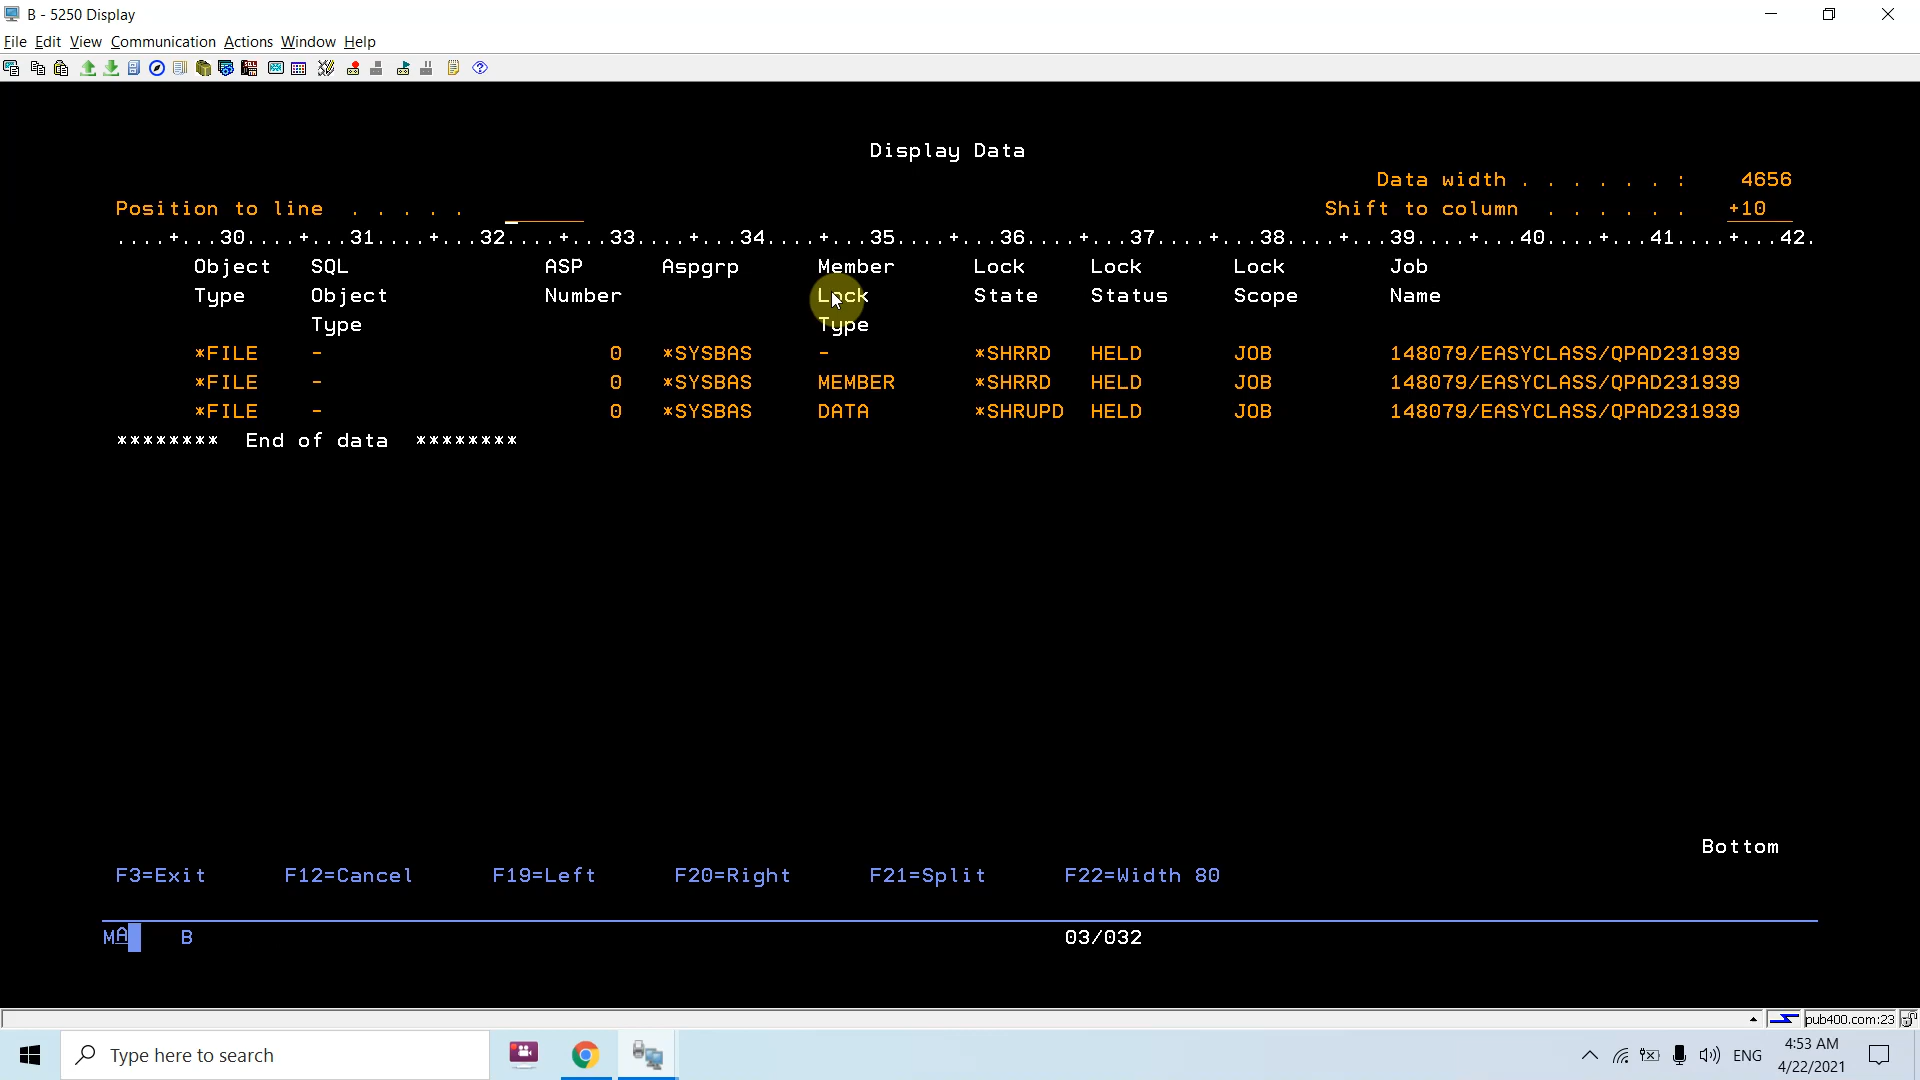 B - 5250 Display
File Edit View Communication Actions Window Help
Display Data
Data width . . . . . . : 4656
Position to line . . . . . Shift to column . . . . . . +10
....+...30....+...31....+...32....+...33....+...34....+...35....+...36....+...37....+...38....+...39....+...40....+...41....+...42.
Object SQL ASP Aspgrp Member Lock Lock Lock Job
Type Object Number Lock State Status Scope Name
Type Type
*FILE - 0 *SYSBAS - *SHRRD HELD JOB 148079/EASYCLASS/QPAD231939
*FILE - 0 *SYSBAS MEMBER *SHRRD HELD JOB 148079/EASYCLASS/QPAD231939
*FILE - 0 *SYSBAS DATA *SHRUPD HELD JOB 148079/EASYCLASS/QPAD231939
******** End of data ********
Bottom
F3=Exit F12=Cancel F19=Left F20=Right F21=Split F22=Width 80
MA B 03/032
pub400.com:23
Type here to search
ENG
4:53 AM
4/22/2021